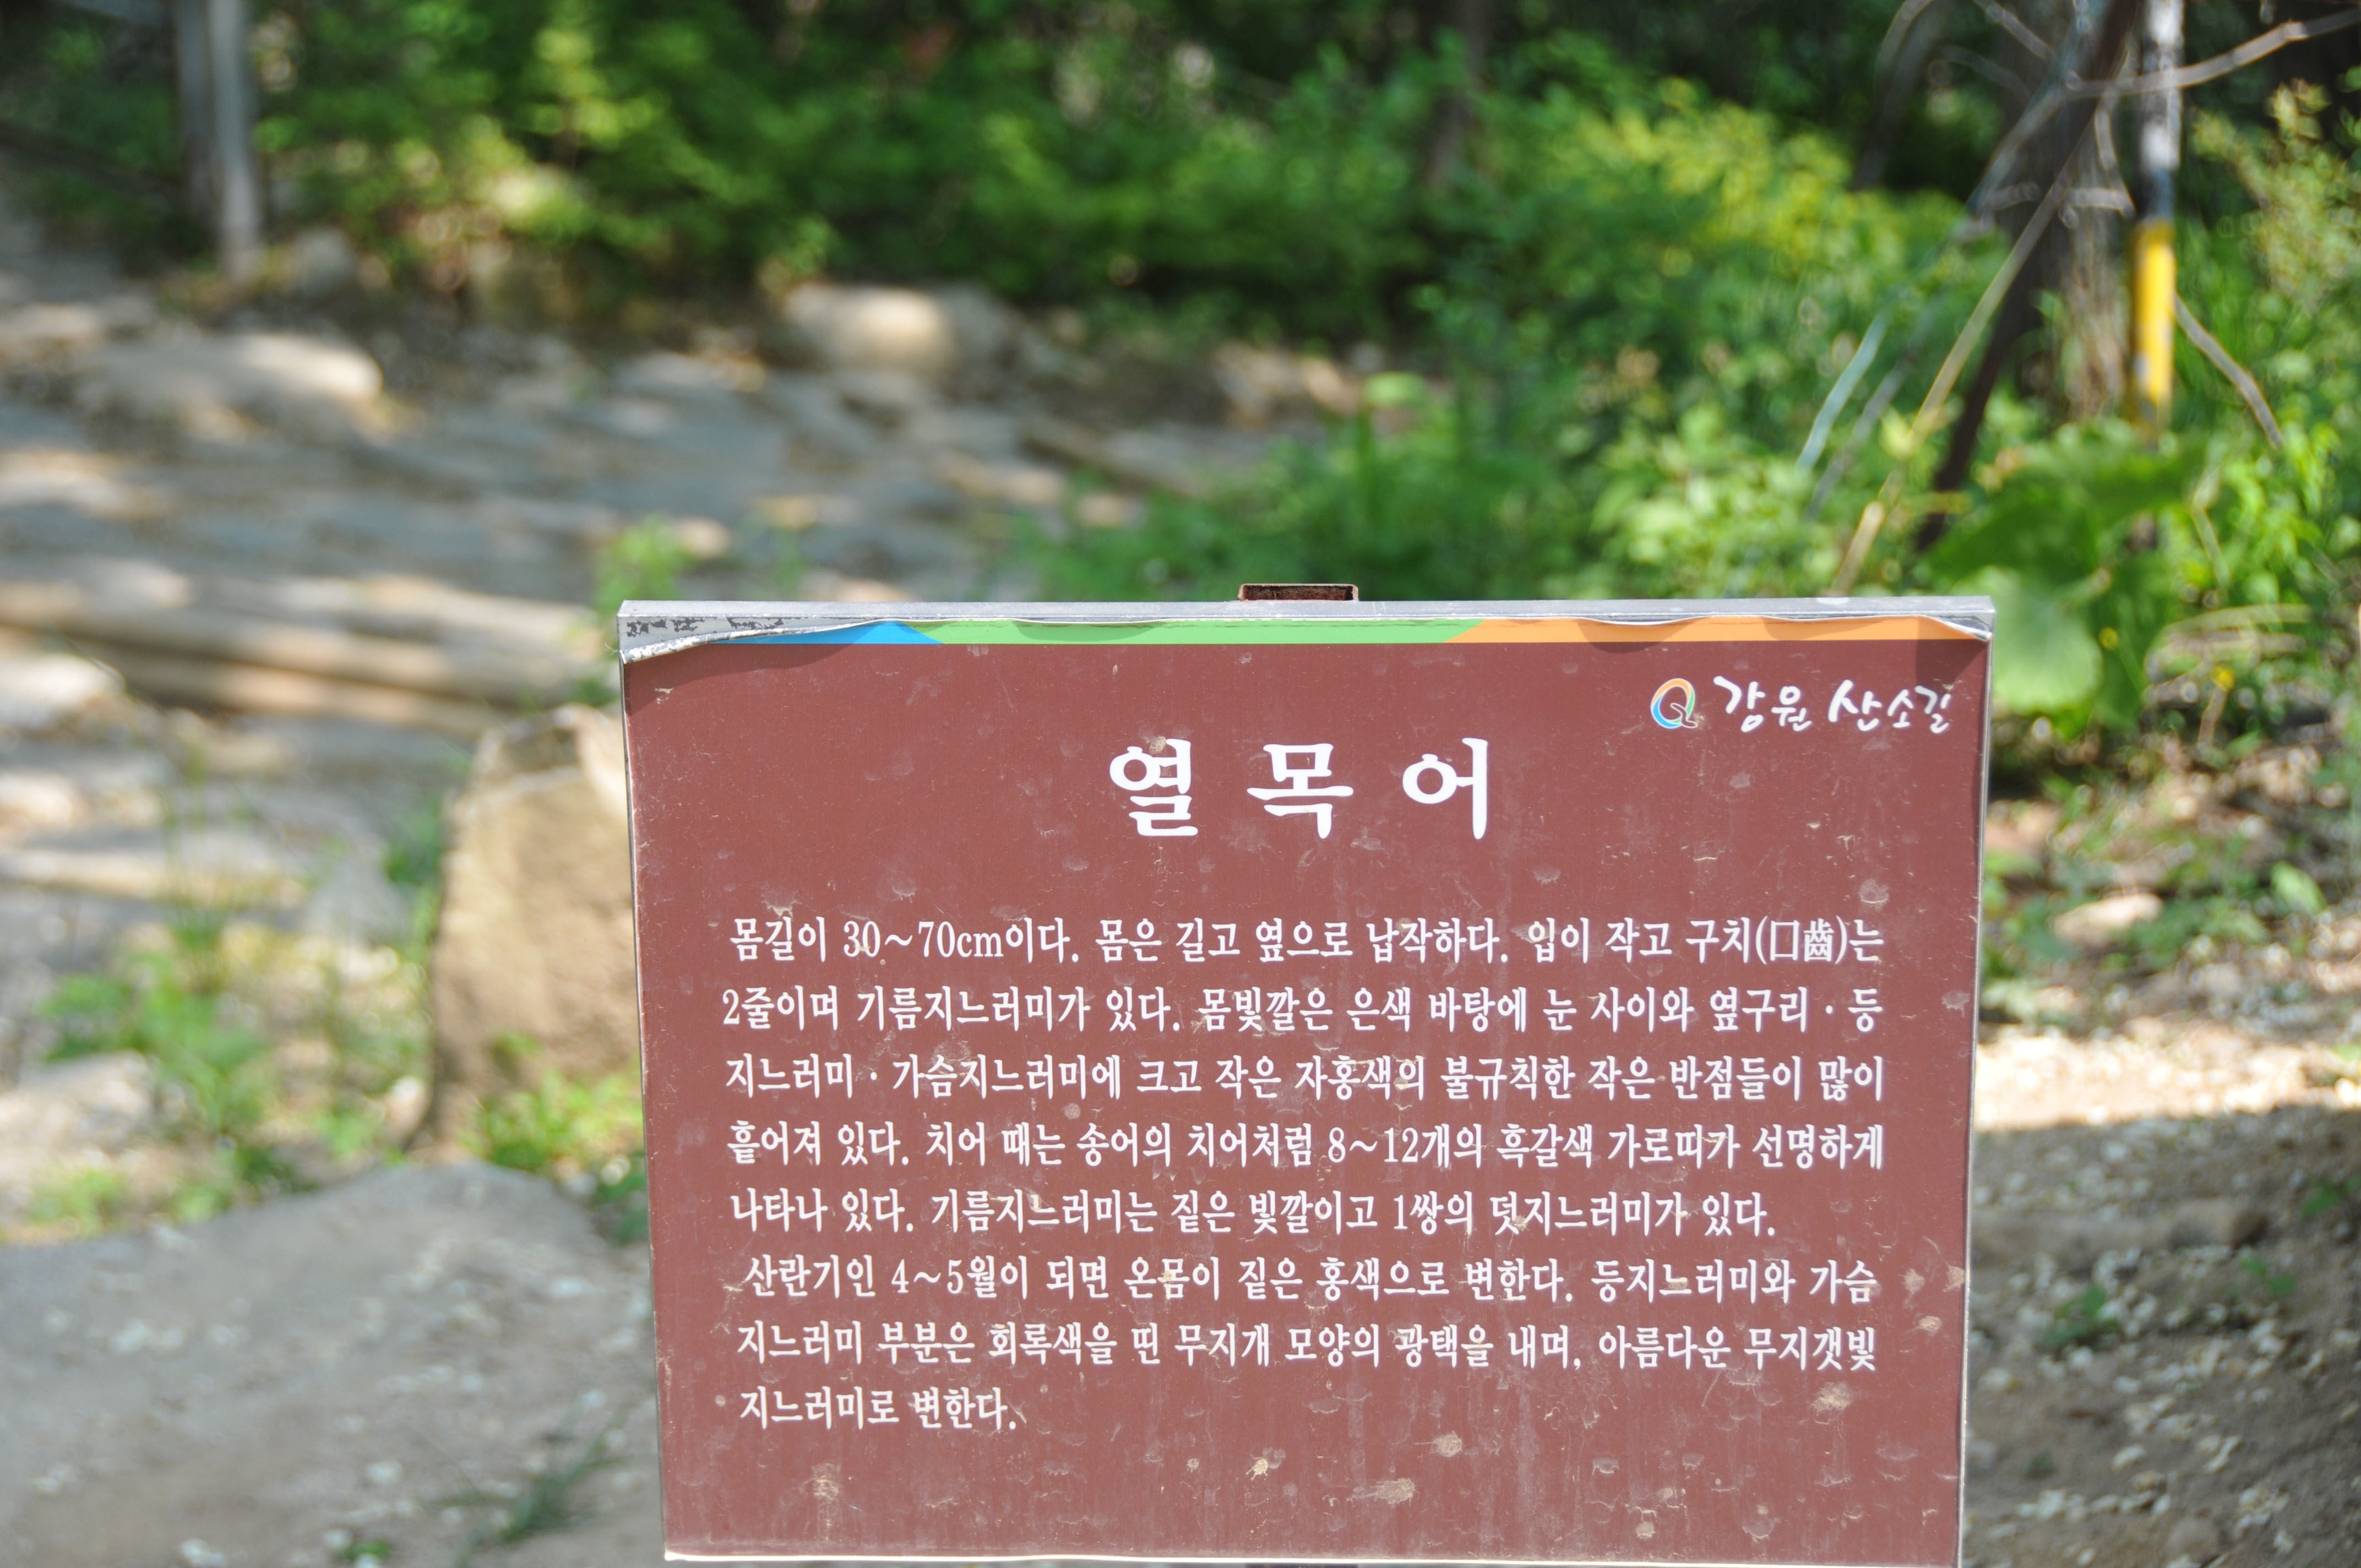 강원 산소길
열목어
몸길이 30~70cm이다. 몸은 길고 옆으로 납작하다. 입이 작고 구치(口齒)는
2줄이며 기름지느러미가 있다. 몸빛깔은 은색 바탕에 눈 사이와 옆구리·등
지느러미·가슴지느러미에 크고 작은 자홍색의 불규칙한 작은 반점들이 많이
흩어져 있다. 치어 때는 송어의 치어처럼 8~12개의 흑갈색 가로띠가 선명하게
나타나 있다. 기름지느러미는 짙은 빛깔이고 1쌍의 덧지느러미가 있다.
산란기인 4~5월이 되면 온몸이 짙은 홍색으로 변한다. 등지느러미와 가슴
지느러미 부분은 회록색을 띤 무지개 모양의 광택을 내며, 아름다운 무지갯빛
지느러미로 변한다.